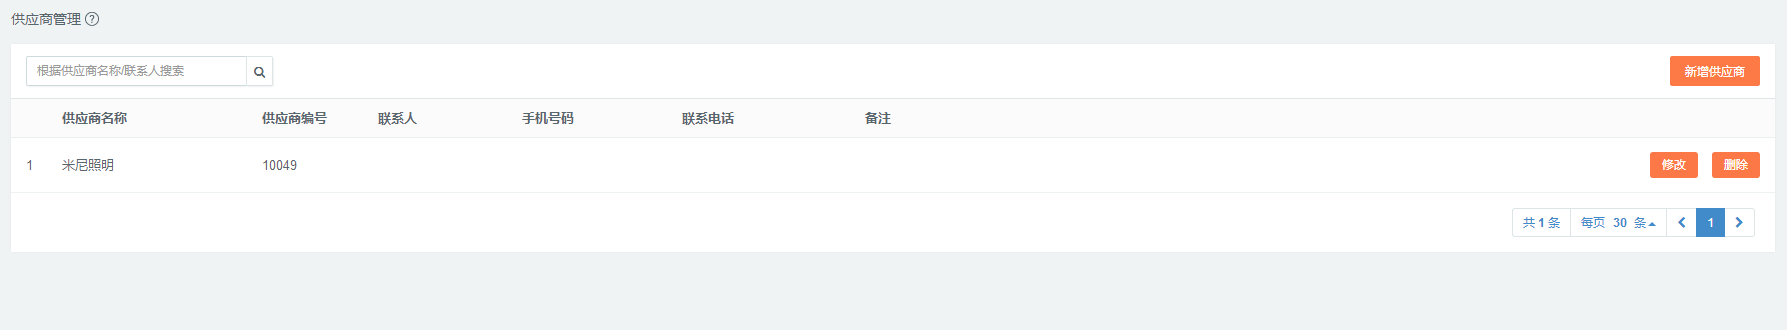 供应商管理 ?
根据供应商名称/联系人搜索 新增供应商
供应商名称 供应商编号 联系人 手机号码 联系电话 备注
1 米尼照明 10049 修改 删除
共 1 条 每页 30 条 1